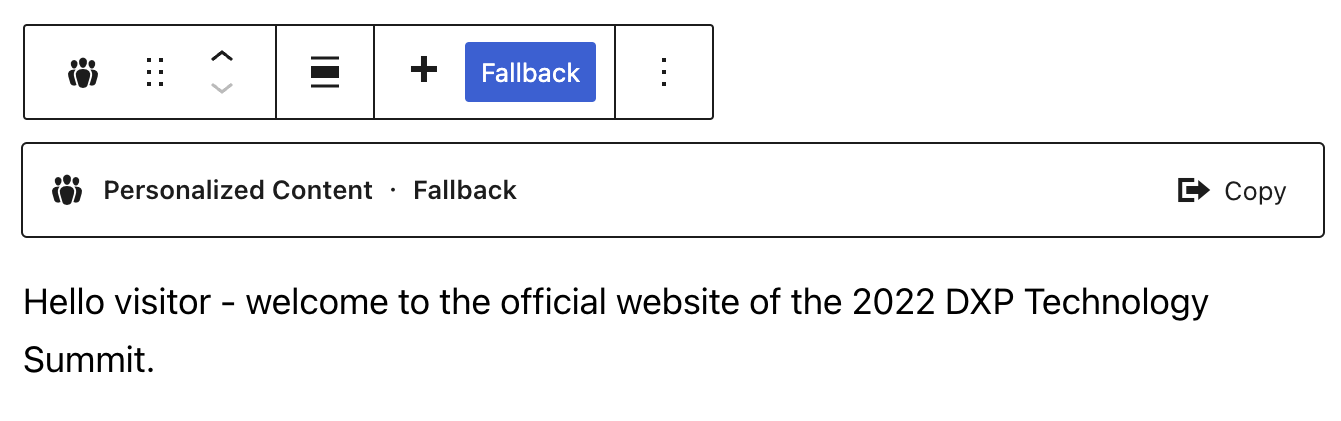 Fallback
Personalized Content · Fallback Copy
Hello visitor - welcome to the official website of the 2022 DXP Technology
Summit.